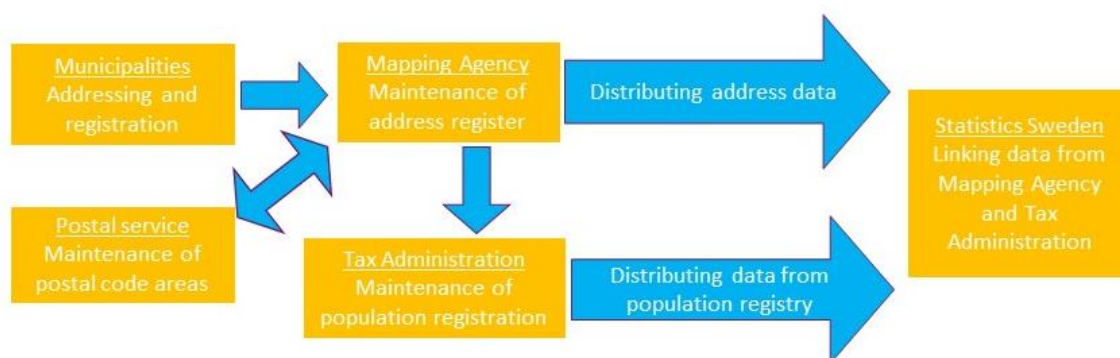 Municipalities
Addressing and
registration
Mapping Agency
Maintenance of
address register
Distributing address data
Statistics Sweden
Linking data from
Mapping Agency
and Tax
Administration
Postal service
Maintenance of
postal code areas
Tax Administration
Maintenance of
population registration
Distributing data from
population registry